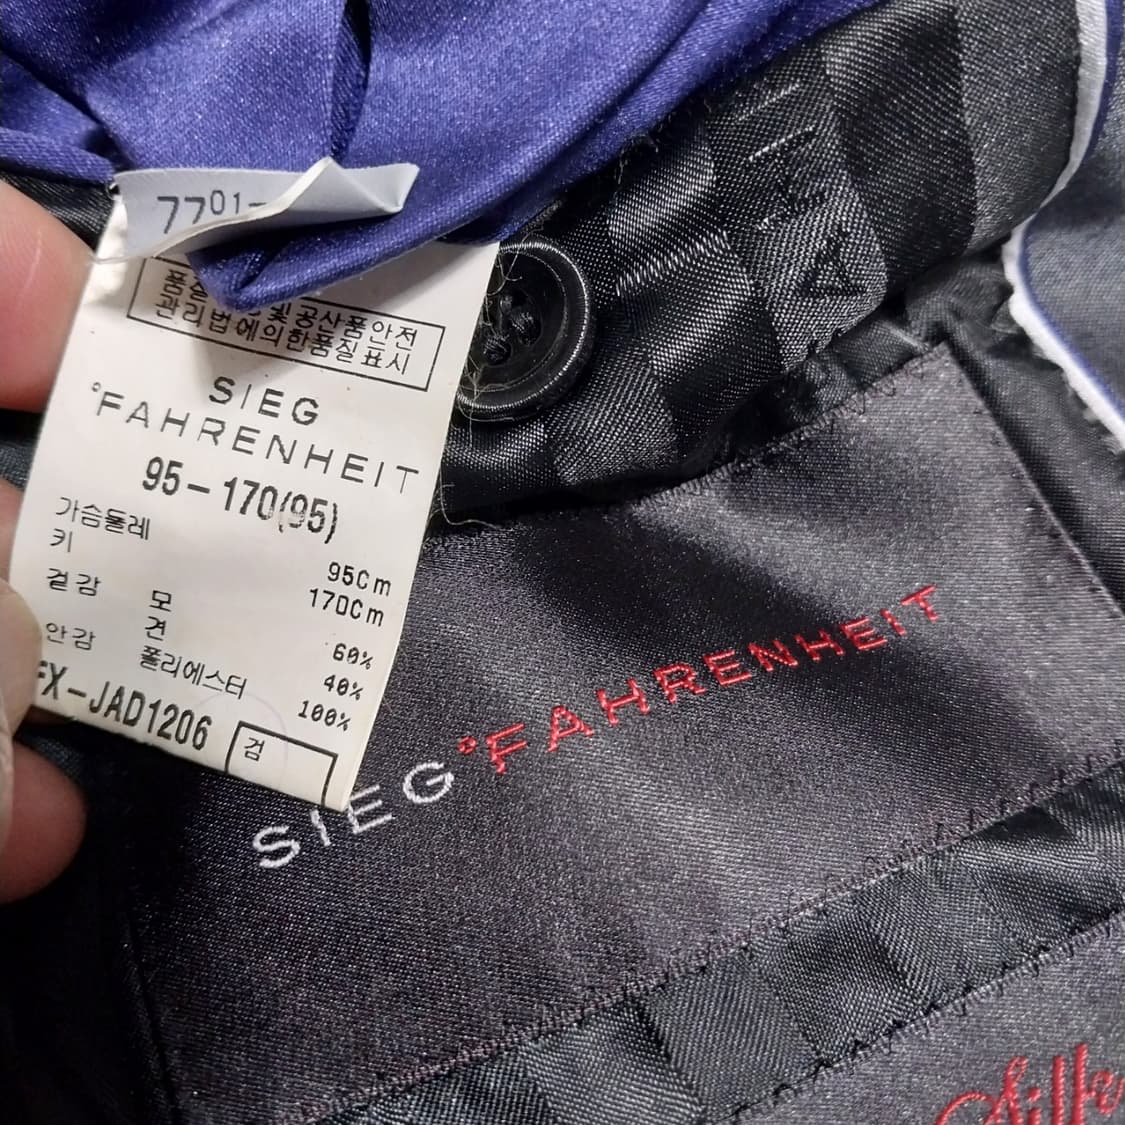 7701-
품질 및 공산품안전
관리법에의한품질표시
SIEG
°FAHRENHEIT
95-170(95)
가슴둘레 95Cm
키 170Cm
겉감 모 60%
견 40%
안감 폴리에스터 100%
FX-JAD1206
검
SIEG °FAHRENHEIT